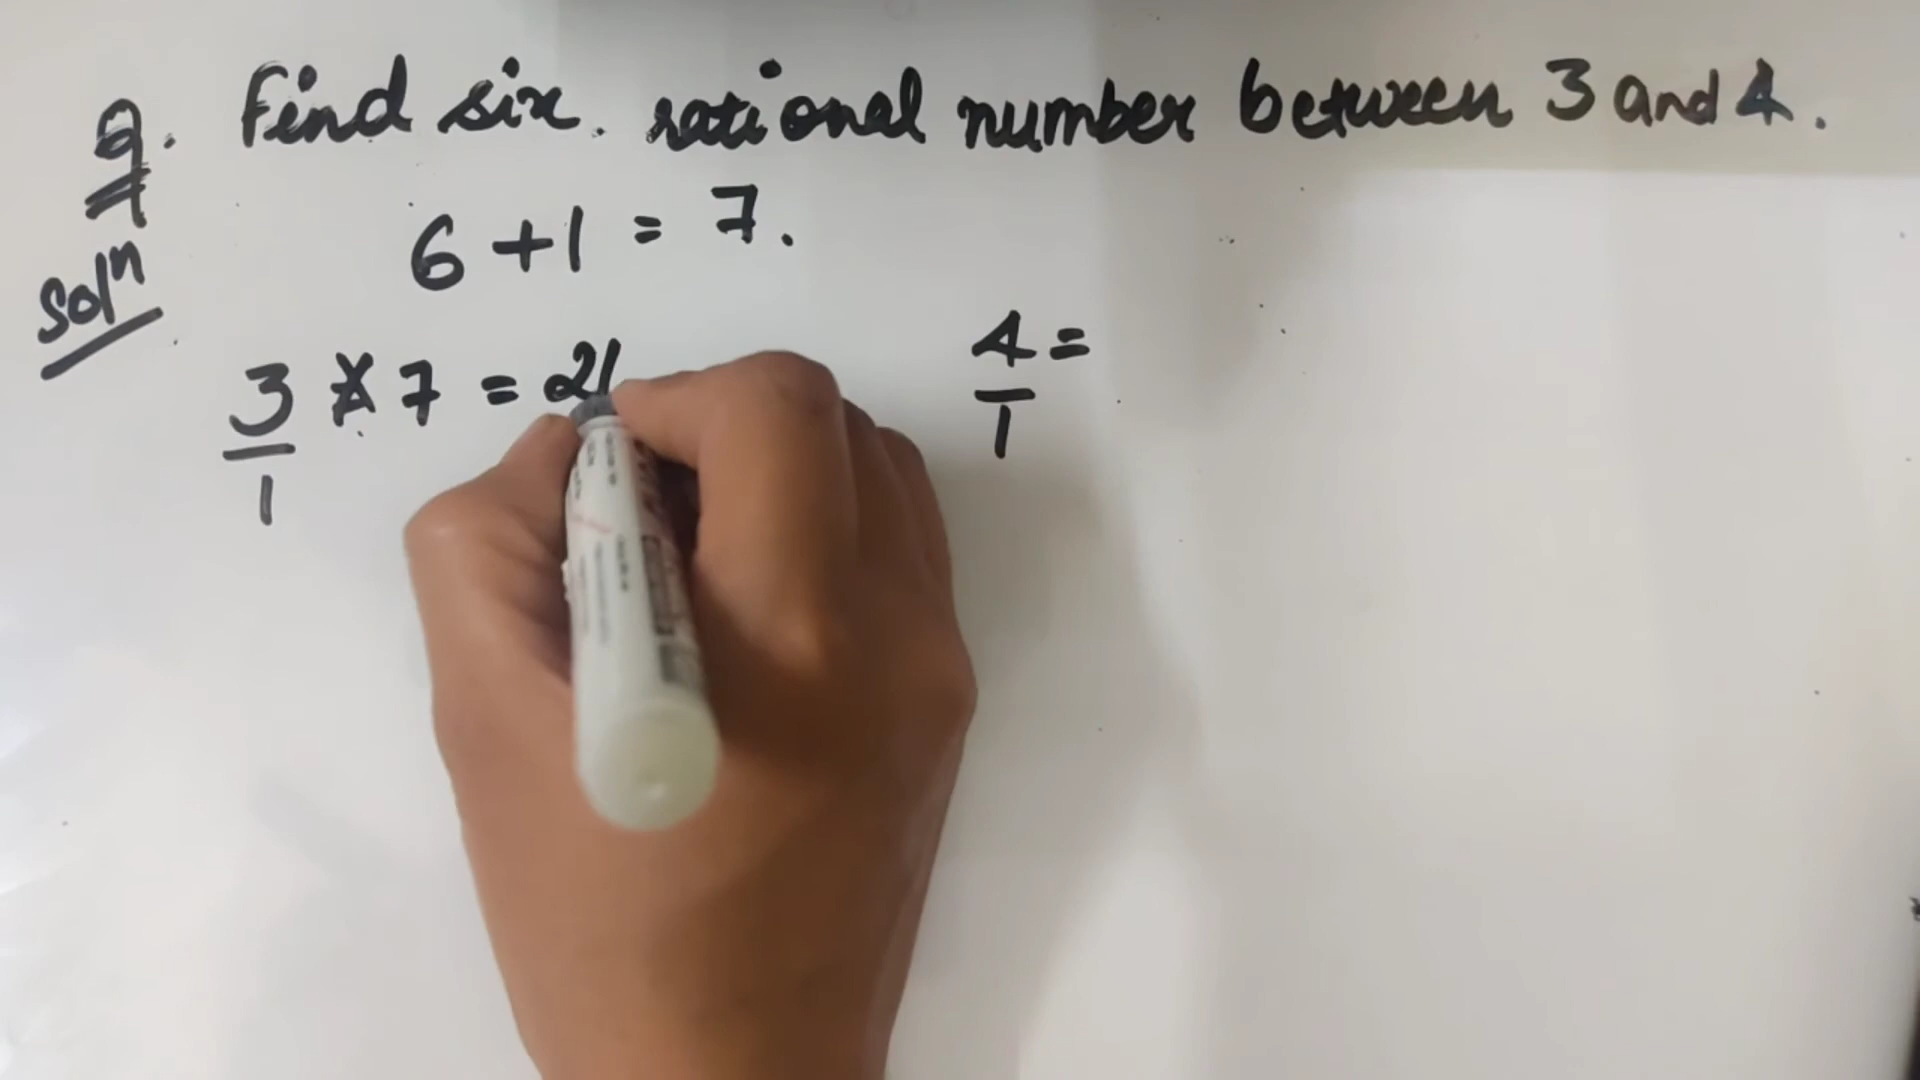 Q. Find six. rational number between 3 and 4.
Solⁿ
6 + 1 = 7.
3/1 × 7 = 21
4/1 =